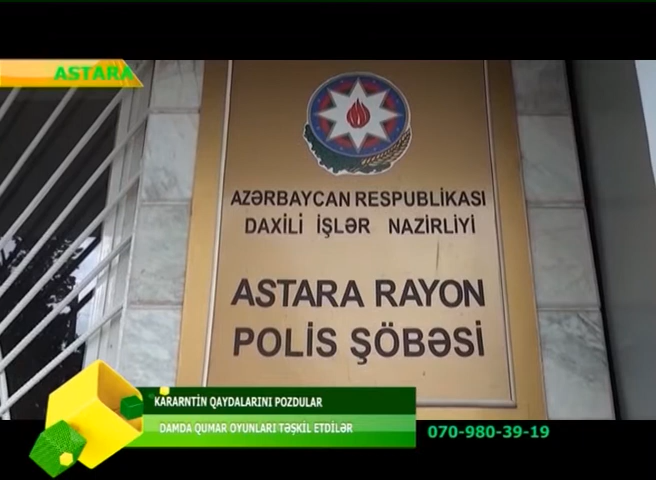 ASTARA
AZƏRBAYCAN RESPUBLİKASI
DAXİLİ İŞLƏR NAZİRLİYİ
ASTARA RAYON
POLİS ŞÖBƏSİ
KARARNTİN QAYDALARINI POZDULAR
DAMDA QUMAR OYUNLARI TƏŞKİL ETDİLƏR
070-980-39-19